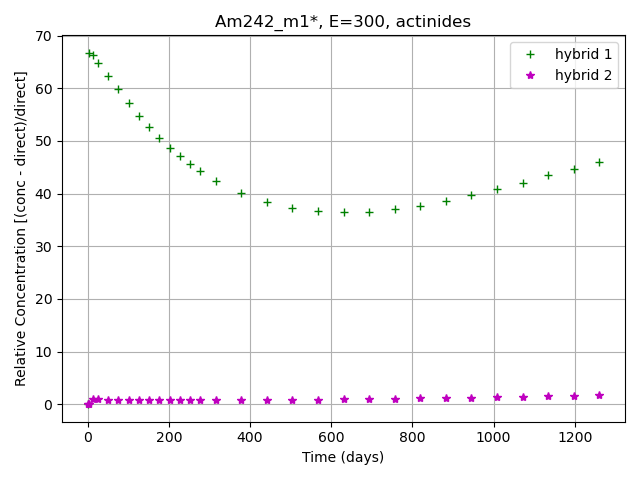 Am242_m1*, E=300, actinides
hybrid 1
hybrid 2
Relative Concentration [(conc - direct)/direct]
70
60
50
40
30
20
10
0
0 200 400 600 800 1000 1200
Time (days)